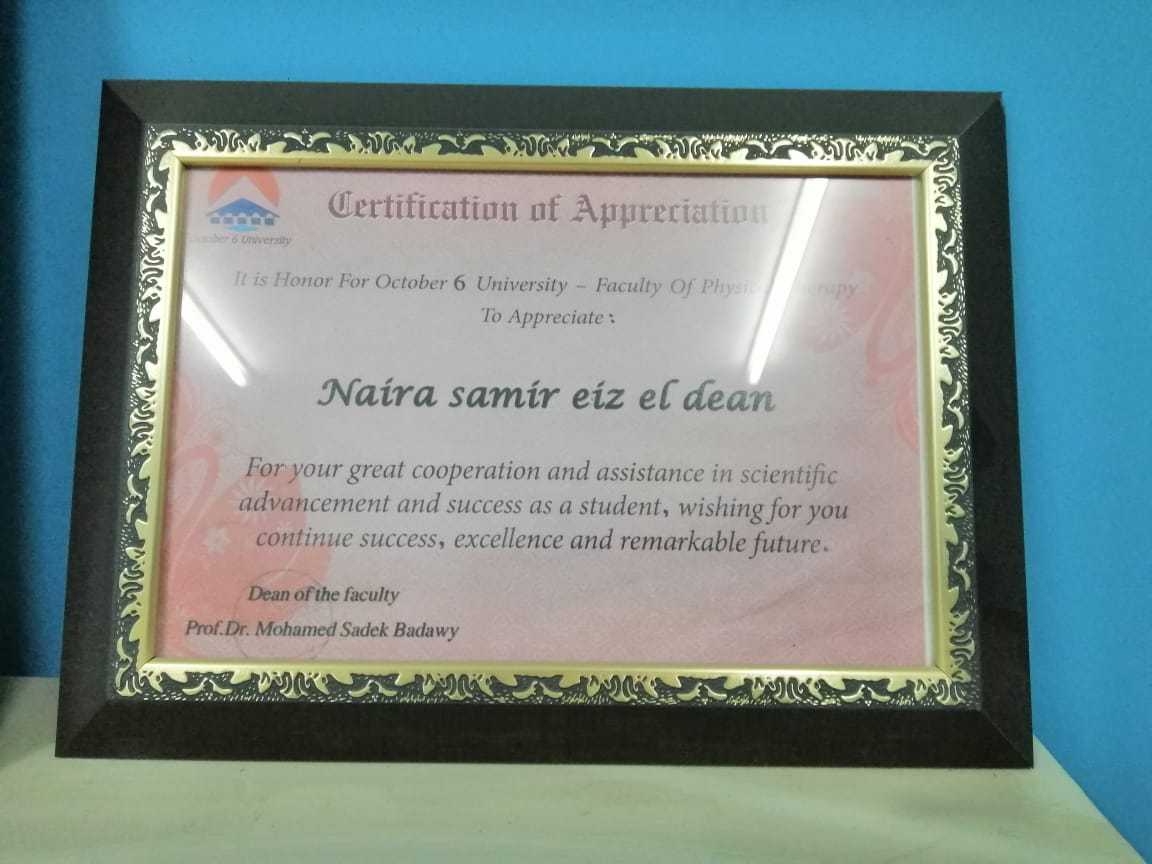 Certification of Appreciation
October 6 University
It is Honor For October 6 University – Faculty Of Physical Therapy
To Appreciate :
Naira samir eiz el dean
For your great cooperation and assistance in scientific
advancement and success as a student, wishing for you
continue success, excellence and remarkable future.
Dean of the faculty
Prof.Dr. Mohamed Sadek Badawy